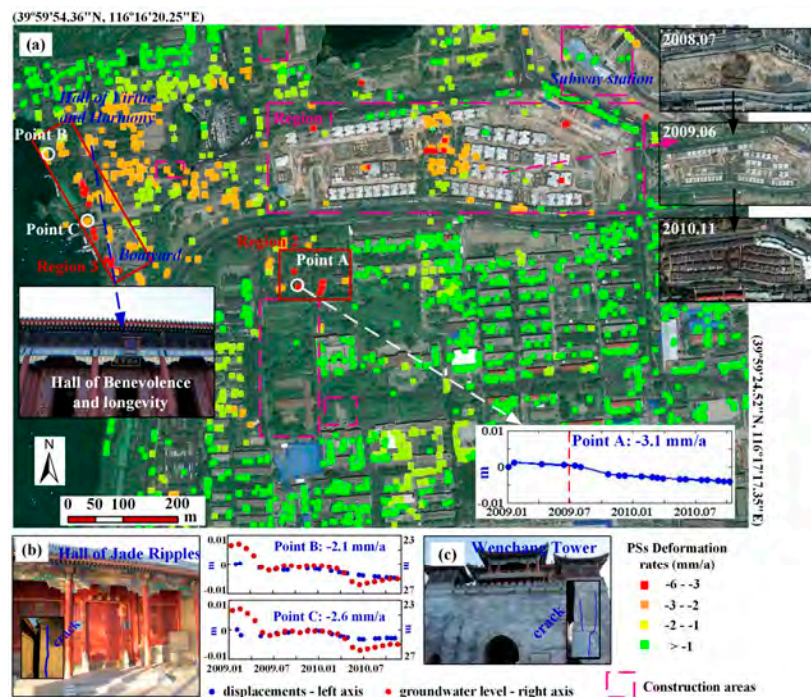 (39°59'54.36"N, 116°16'20.25"E)
(a)
2008.07
Subway station
Hall of Virtue
and Harmony
Region 1
2009.06
Point B
Point C
2010.11
Region 2
Point A
Boatyard
Region 3
Hall of Benevolence
and longevity
(39°59'24.52"N, 116°17'17.35"E)
N
0 50 100 200
m
0.01
Point A: -3.1 mm/a
m
-0.01
2009.01 2009.07 2010.01 2010.07
(b)
Hall of Jade Ripples
crack
0.01
Point B: -2.1 mm/a
23
m
m
-0.01
27
0.01
Point C: -2.6 mm/a
23
m
m
-0.01
27
2009.01 2009.07 2010.01 2010.07
displacements - left axis
groundwater level - right axis
(c)
Wenchang Tower
crack
PSs Deformation
rates (mm/a)
-6 - -3
-3 - -2
-2 - -1
> -1
Construction areas